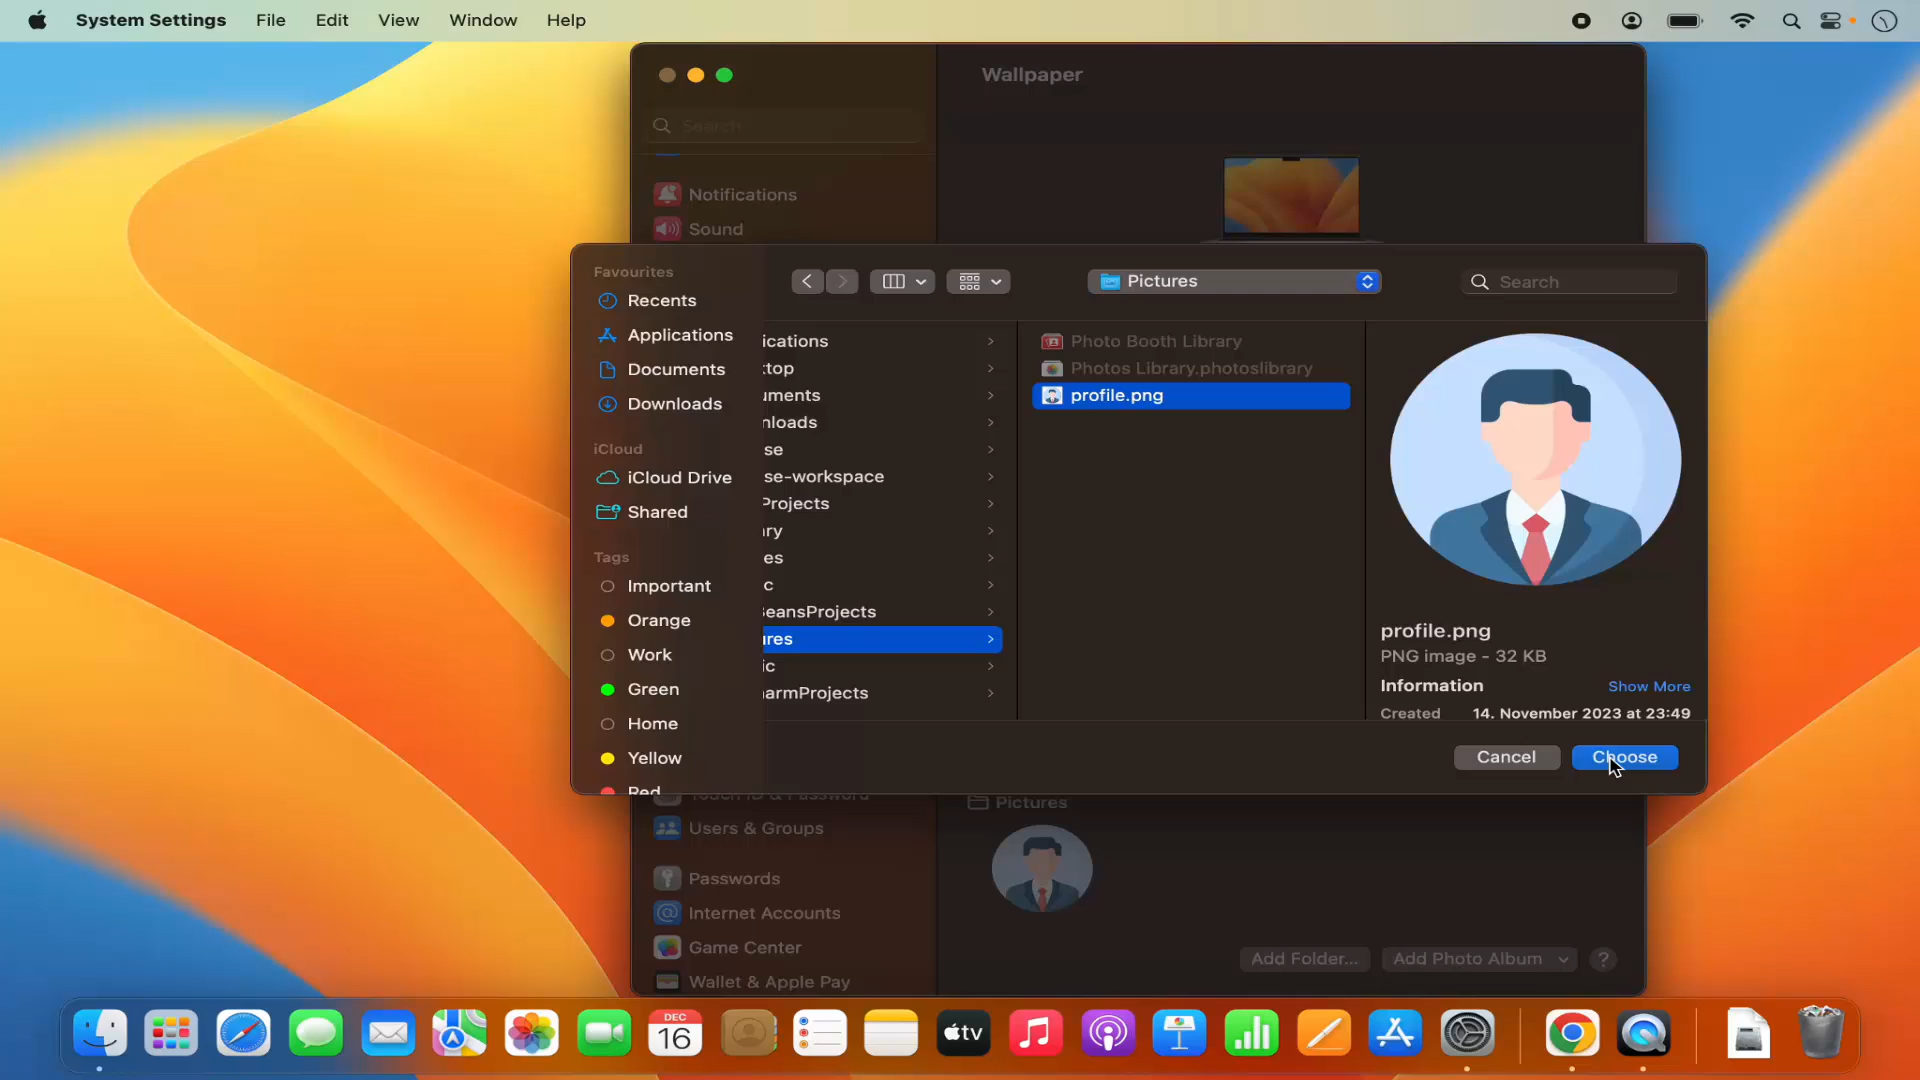 System Settings File Edit View Window Help
Wallpaper
Search
Notifications
Sound
Favourites
Recents
Applications
Documents
Downloads
iCloud
iCloud Drive
Shared
Tags
Important
Orange
Work
Green
Home
Yellow
Red
Pictures
Search
ications
top
uments
nloads
se
se-workspace
Projects
ary
es
c
BeansProjects
ures
ic
armProjects
Photo Booth Library
Photos Library.photoslibrary
profile.png
profile.png
PNG image - 32 KB
Information Show More
Created 14. November 2023 at 23:49
Cancel Choose
Touch ID & Password
Users & Groups
Passwords
Internet Accounts
Game Center
Wallet & Apple Pay
Pictures
Add Folder... Add Photo Album ?
DEC
16
tv